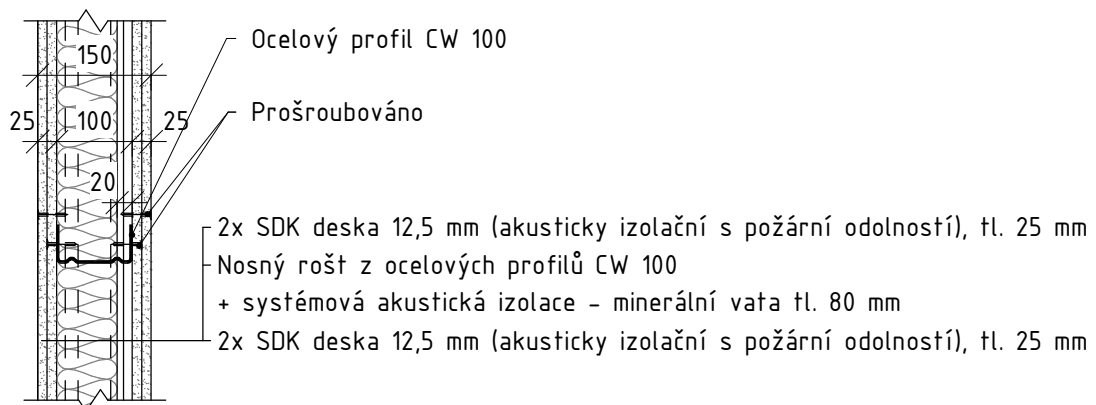 150
Ocelový profil CW 100
25
100
25
Prošroubováno
20
2x SDK deska 12,5 mm (akusticky izolační s požární odolností), tl. 25 mm
Nosný rošt z ocelových profilů CW 100
+ systémová akustická izolace – minerální vata tl. 80 mm
2x SDK deska 12,5 mm (akusticky izolační s požární odolností), tl. 25 mm